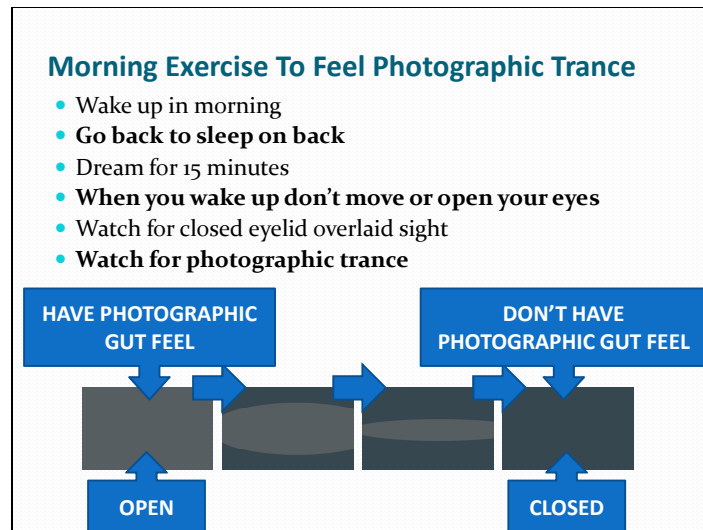 Morning Exercise To Feel Photographic Trance
• Wake up in morning
• Go back to sleep on back
• Dream for 15 minutes
• When you wake up don’t move or open your eyes
• Watch for closed eyelid overlaid sight
• Watch for photographic trance
HAVE PHOTOGRAPHIC
GUT FEEL
DON’T HAVE
PHOTOGRAPHIC GUT FEEL
OPEN
CLOSED